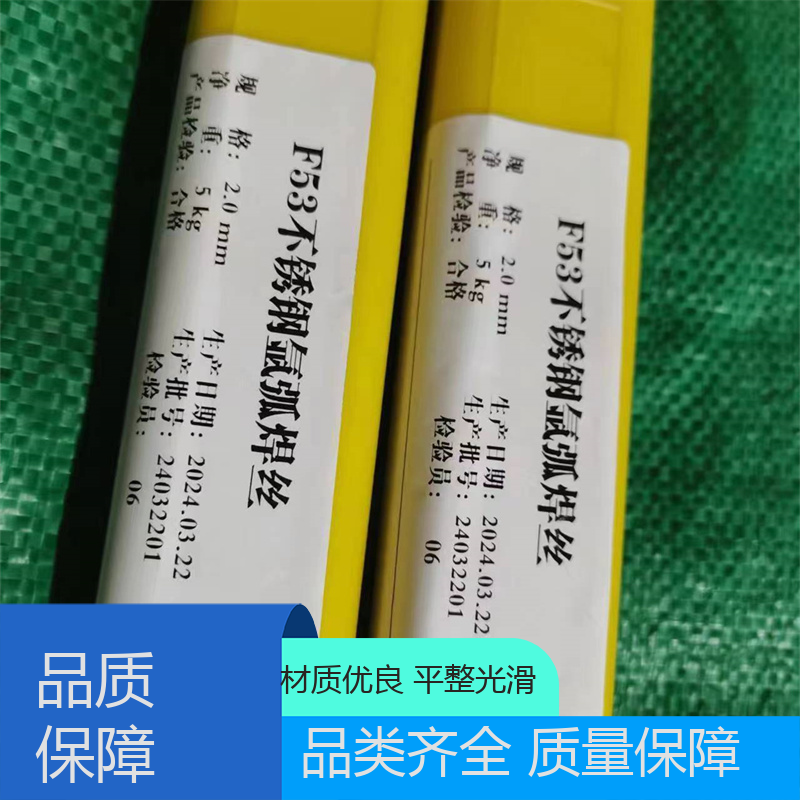 F53不锈钢氩弧焊丝
规 格：2.0 mm
生产日期：2024.03.22
净 重：5 kg
生产批号：24032201
产品检验：合格
检验员：06
F53不锈钢氩弧焊丝
规 格：2.0 mm
生产日期：2024.03.22
净 重：5 kg
生产批号：24032201
产品检验：合格
检验员：06
品质
保障
材质优良 平整光滑
品类齐全 质量保障